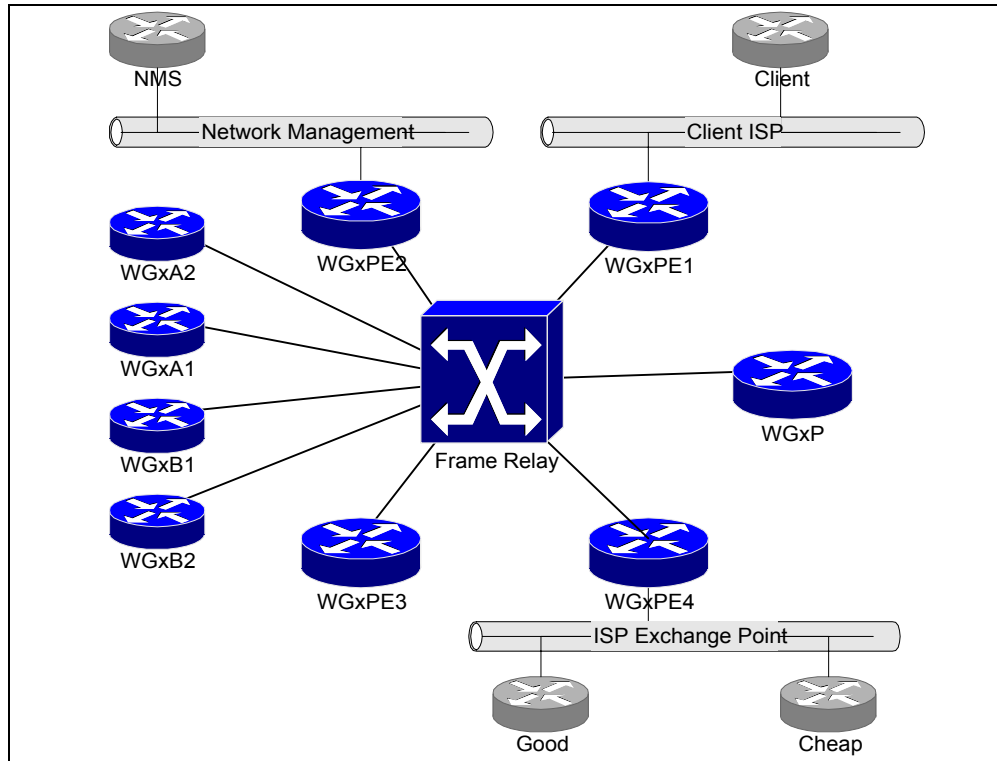 NMS
Client
Network Management
Client ISP
WGxPE2
WGxPE1
WGxA2
WGxA1
WGxP
WGxB1
Frame Relay
WGxB2
WGxPE3
WGxPE4
ISP Exchange Point
Good
Cheap